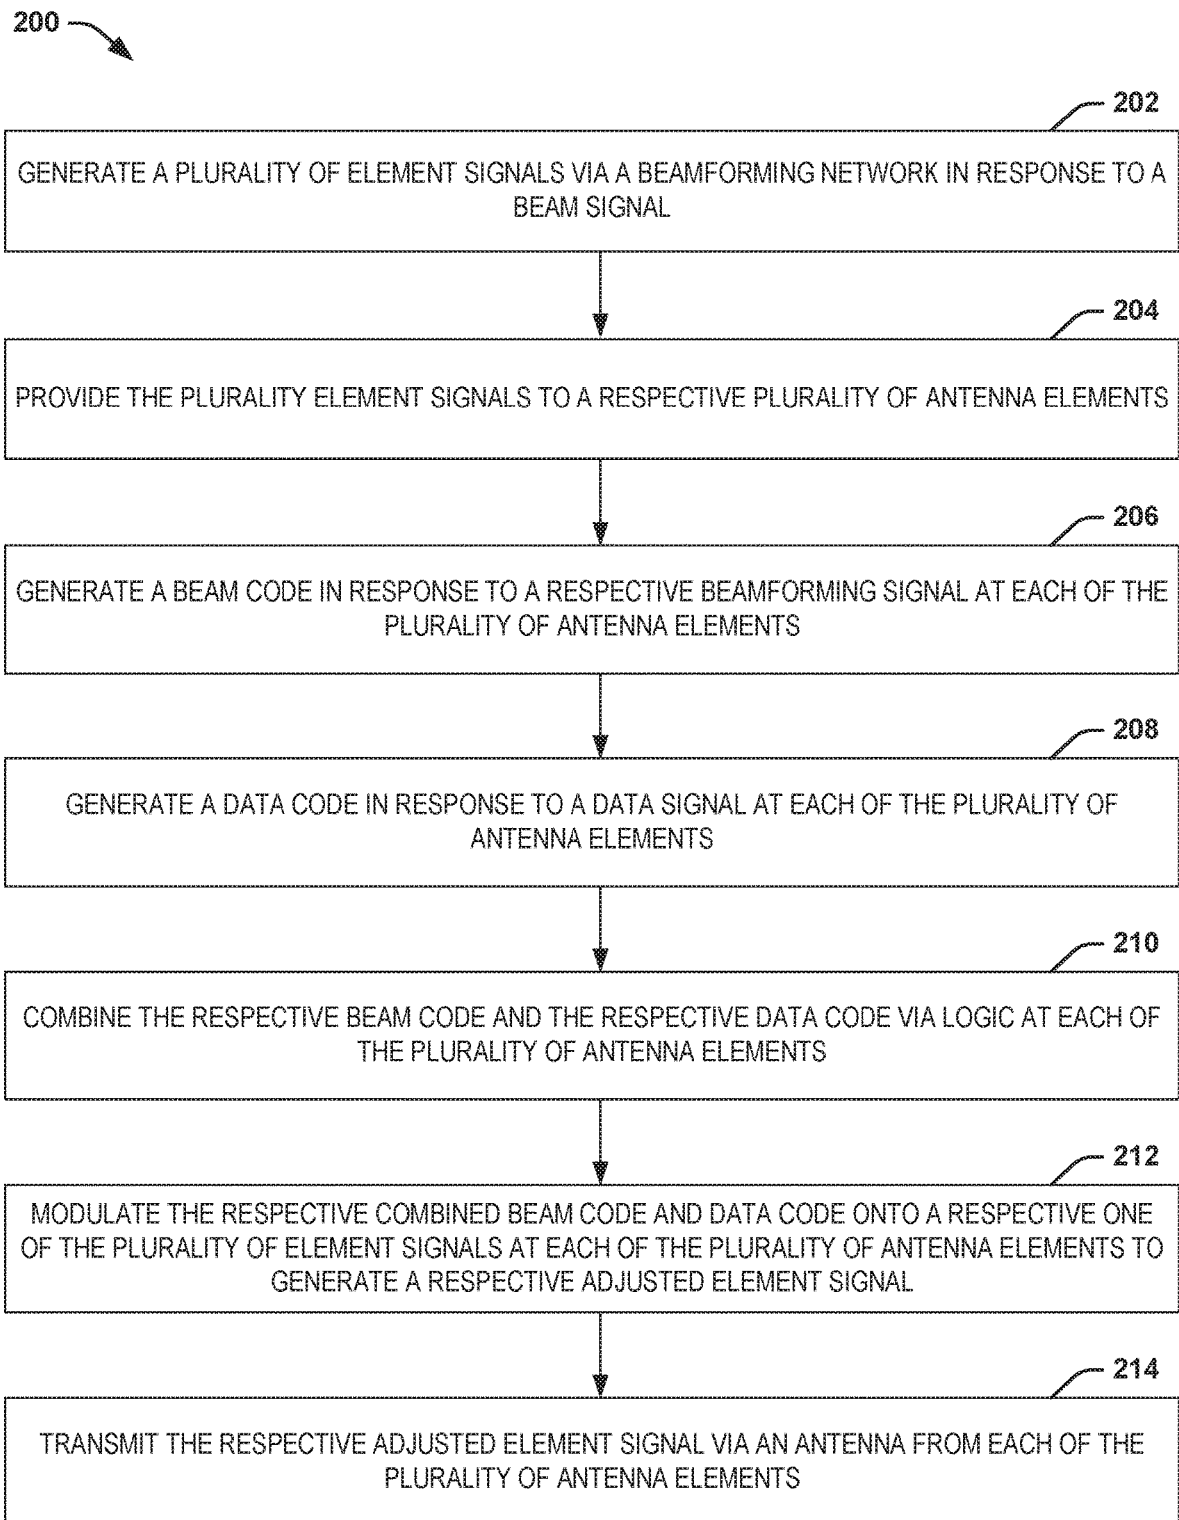 200
202
GENERATE A PLURALITY OF ELEMENT SIGNALS VIA A BEAMFORMING NETWORK IN RESPONSE TO A
BEAM SIGNAL
204
PROVIDE THE PLURALITY ELEMENT SIGNALS TO A RESPECTIVE PLURALITY OF ANTENNA ELEMENTS
206
GENERATE A BEAM CODE IN RESPONSE TO A RESPECTIVE BEAMFORMING SIGNAL AT EACH OF THE
PLURALITY OF ANTENNA ELEMENTS
208
GENERATE A DATA CODE IN RESPONSE TO A DATA SIGNAL AT EACH OF THE PLURALITY OF
ANTENNA ELEMENTS
210
COMBINE THE RESPECTIVE BEAM CODE AND THE RESPECTIVE DATA CODE VIA LOGIC AT EACH OF
THE PLURALITY OF ANTENNA ELEMENTS
212
MODULATE THE RESPECTIVE COMBINED BEAM CODE AND DATA CODE ONTO A RESPECTIVE ONE
OF THE PLURALITY OF ELEMENT SIGNALS AT EACH OF THE PLURALITY OF ANTENNA ELEMENTS TO
GENERATE A RESPECTIVE ADJUSTED ELEMENT SIGNAL
214
TRANSMIT THE RESPECTIVE ADJUSTED ELEMENT SIGNAL VIA AN ANTENNA FROM EACH OF THE
PLURALITY OF ANTENNA ELEMENTS